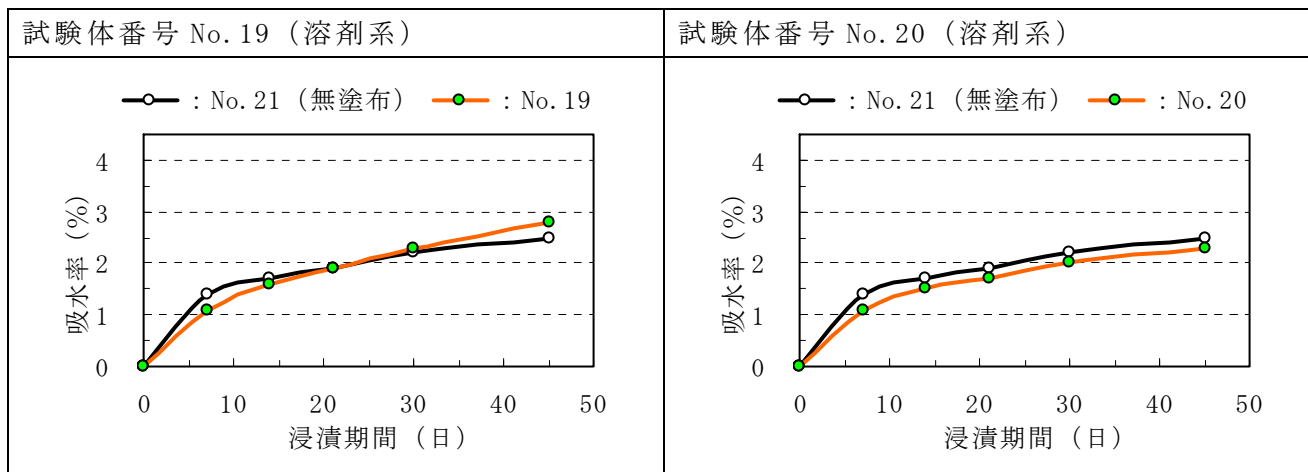 試験体番号 No.19（溶剤系）
：No.21（無塗布） ：No.19
吸水率（%）
4
3
2
1
0
0 10 20 30 40 50
浸漬期間（日）
試験体番号 No.20（溶剤系）
：No.21（無塗布） ：No.20
吸水率（%）
4
3
2
1
0
0 10 20 30 40 50
浸漬期間（日）